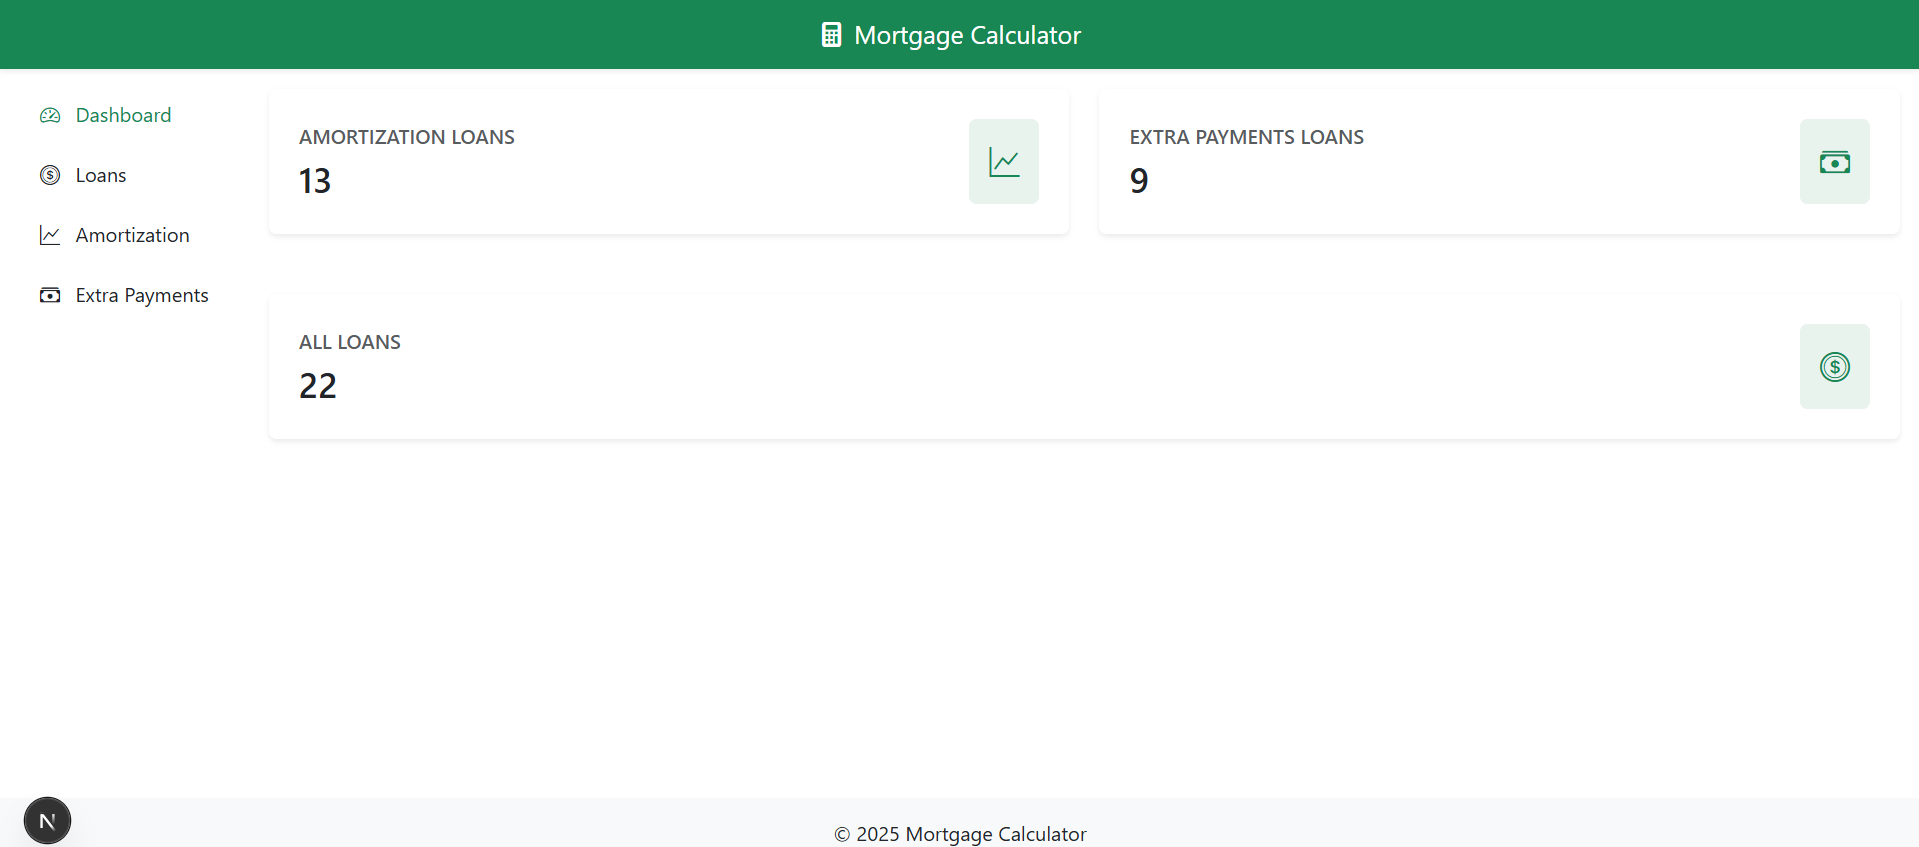 Mortgage Calculator
Dashboard
Loans
Amortization
Extra Payments
AMORTIZATION LOANS
13
EXTRA PAYMENTS LOANS
9
ALL LOANS
22
N
© 2025 Mortgage Calculator